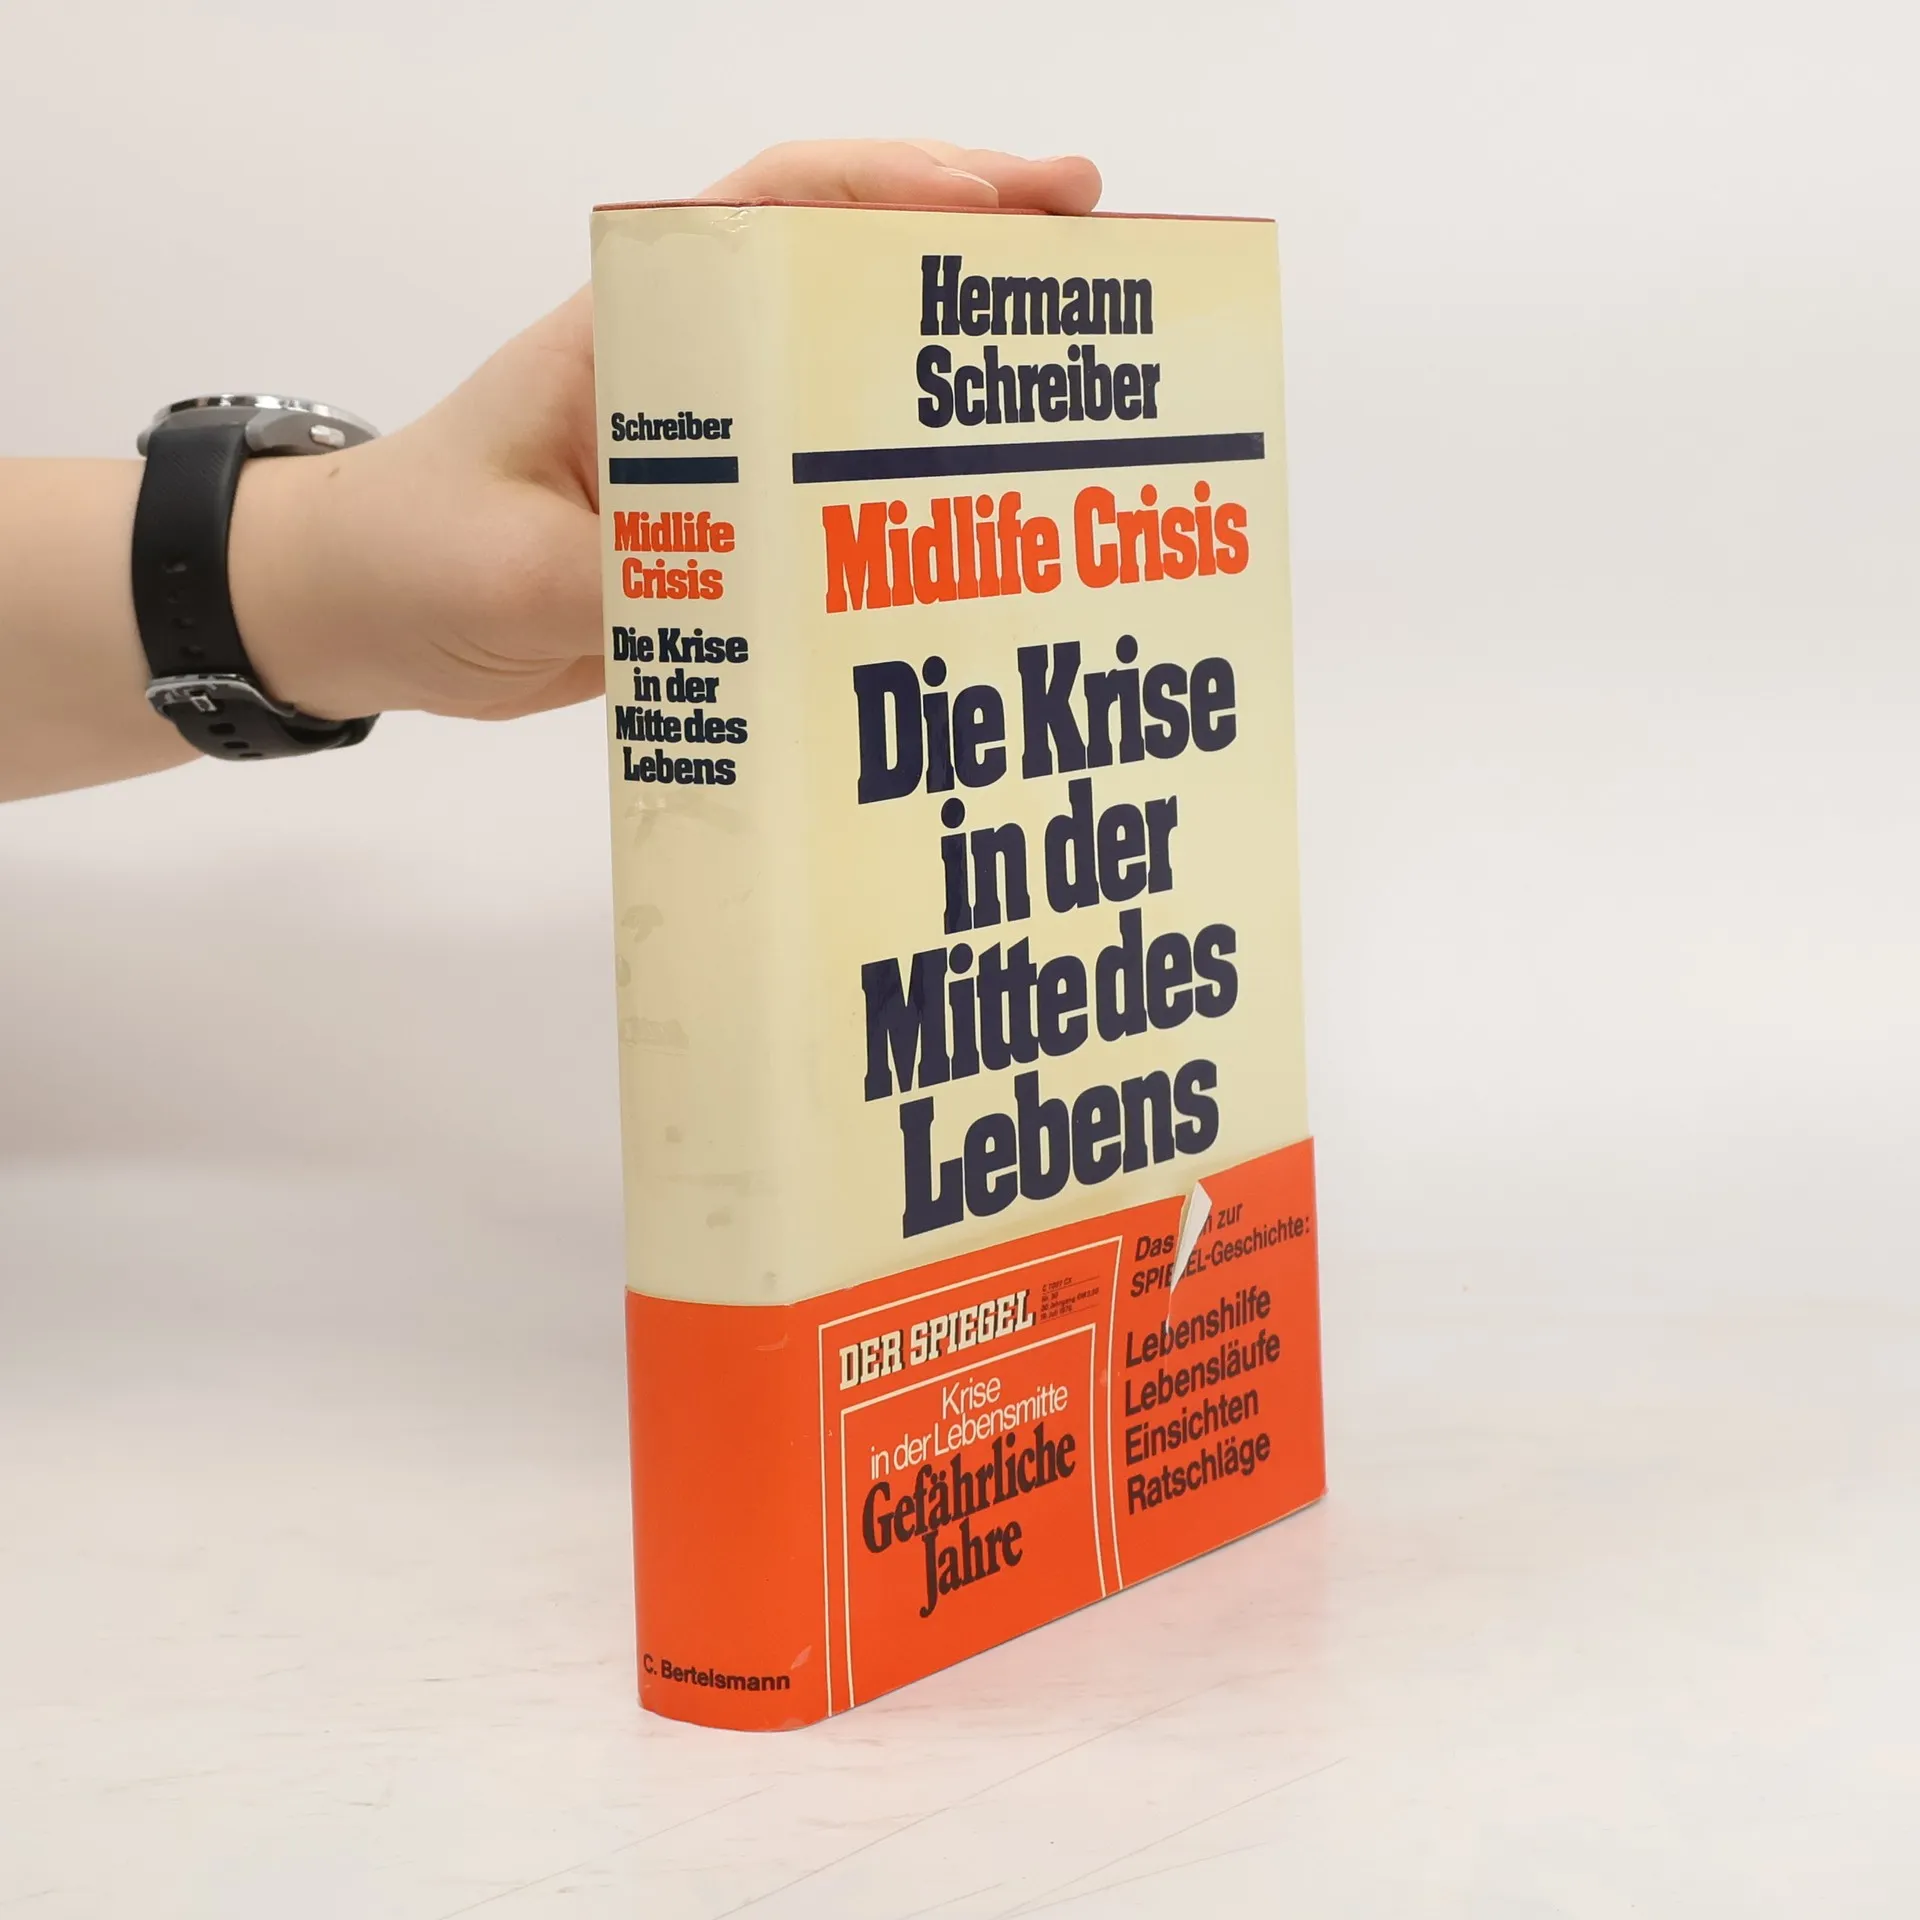 Schreiber
Midlife
Crisis
Die Krise
in der
Mitte des
Lebens
C. Bertelsmann
Hermann
Schreiber
Midlife Crisis
Die Krise
in der
Mitte des
Lebens
DER SPIEGEL
Krise
in der Lebensmitte
Gefährliche
Jahre
Das zur
-Geschichte:
Lebenshilfe
Lebensläufe
Einsichten
Ratschläge